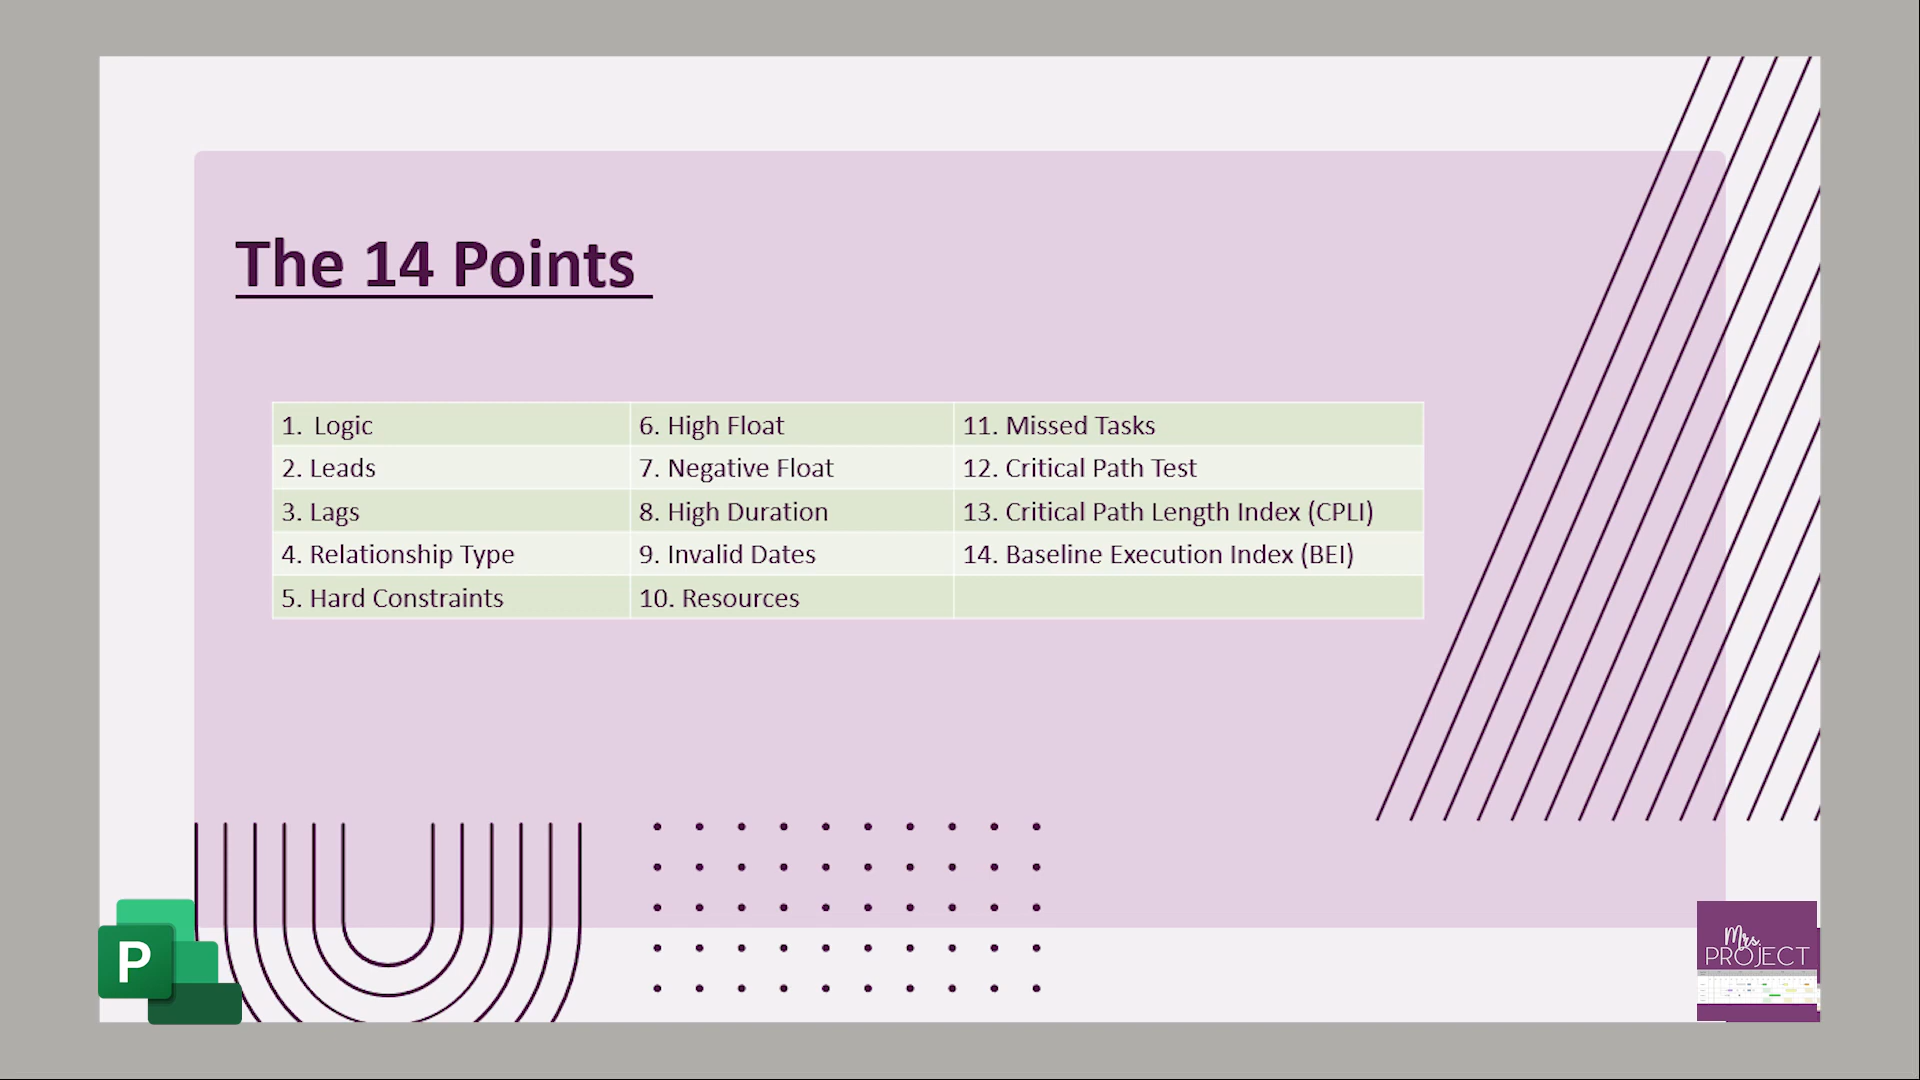 The 14 Points
1. Logic
2. Leads
3. Lags
4. Relationship Type
5. Hard Constraints
6. High Float
7. Negative Float
8. High Duration
9. Invalid Dates
10. Resources
11. Missed Tasks
12. Critical Path Test
13. Critical Path Length Index (CPLI)
14. Baseline Execution Index (BEI)
P
Mrs.
PROJECT